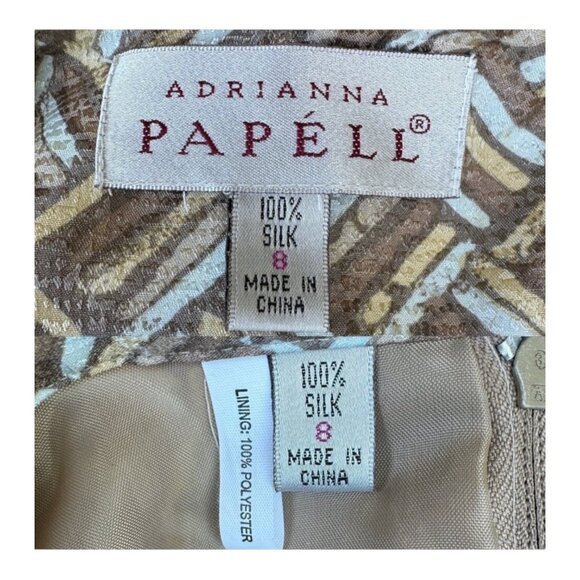 ADRIANNA
PAPÉLL®
100%
SILK
8
MADE IN
CHINA
100%
SILK
8
MADE IN
CHINA
LINING: 100% POLYESTER